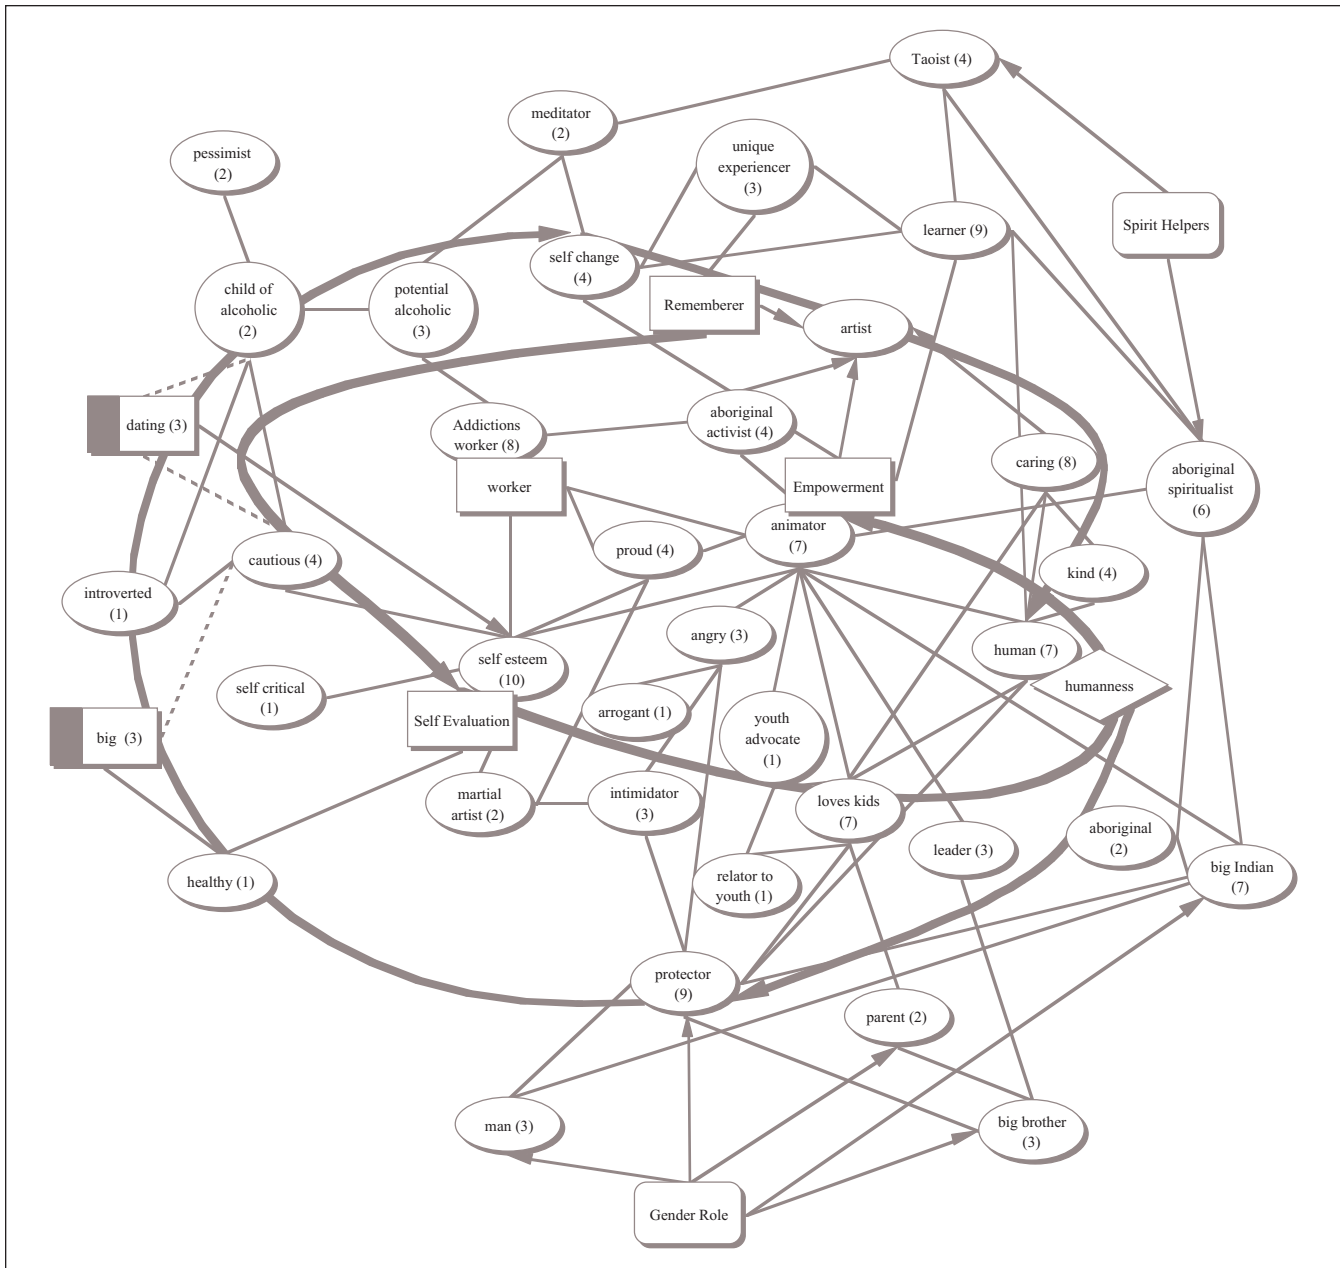 Taoist (4)
meditator
(2)
unique
experiencer
(3)
pessimist
(2)
Spirit Helpers
learner (9)
self change
(4)
child of
alcoholic
(2)
potential
alcoholic
(3)
Rememberer
artist
dating (3)
Addictions
worker (8)
aboriginal
activist (4)
caring (8)
aboriginal
spiritualist
(6)
worker
Empowerment
animator
(7)
proud (4)
cautious (4)
kind (4)
introverted
(1)
angry (3)
human (7)
self esteem
(10)
humanness
self critical
(1)
arrogant (1)
Self Evaluation
youth
advocate
(1)
big (3)
martial
artist (2)
intimidator
(3)
loves kids
(7)
leader (3)
aboriginal
(2)
big Indian
(7)
healthy (1)
relator to
youth (1)
protector
(9)
parent (2)
man (3)
big brother
(3)
Gender Role